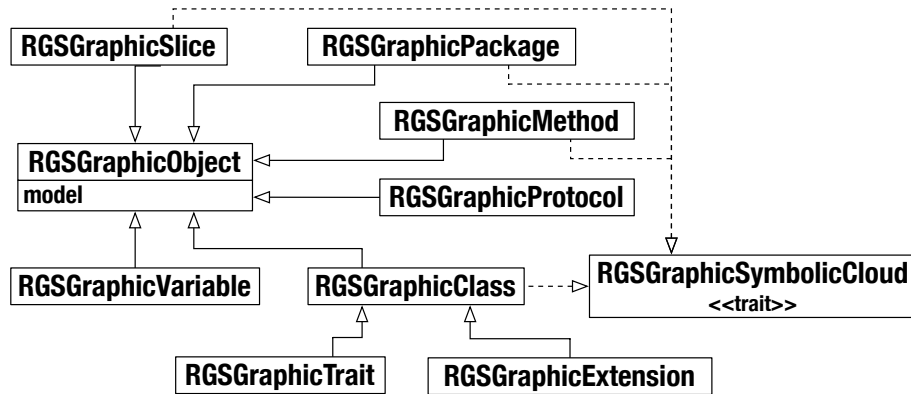 RGSGraphicSlice
RGSGraphicPackage
RGSGraphicMethod
RGSGraphicObject
model
RGSGraphicProtocol
RGSGraphicVariable
RGSGraphicClass
RGSGraphicSymbolicCloud
<<trait>>
RGSGraphicTrait
RGSGraphicExtension